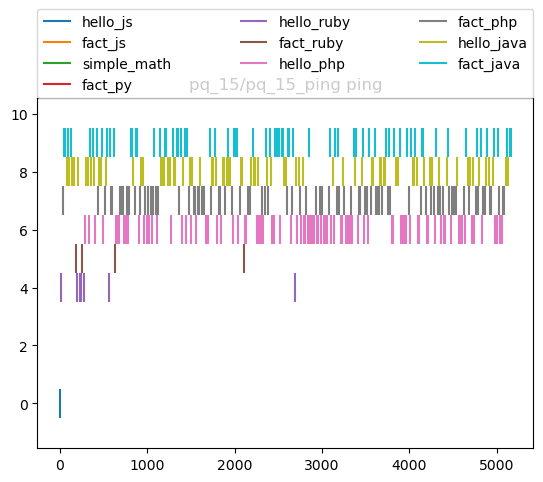 hello_js
fact_js
simple_math
fact_py
hello_ruby
fact_ruby
hello_php
fact_php
hello_java
fact_java
pq_15/pq_15_ping ping
10
8
6
4
2
0
0 1000 2000 3000 4000 5000